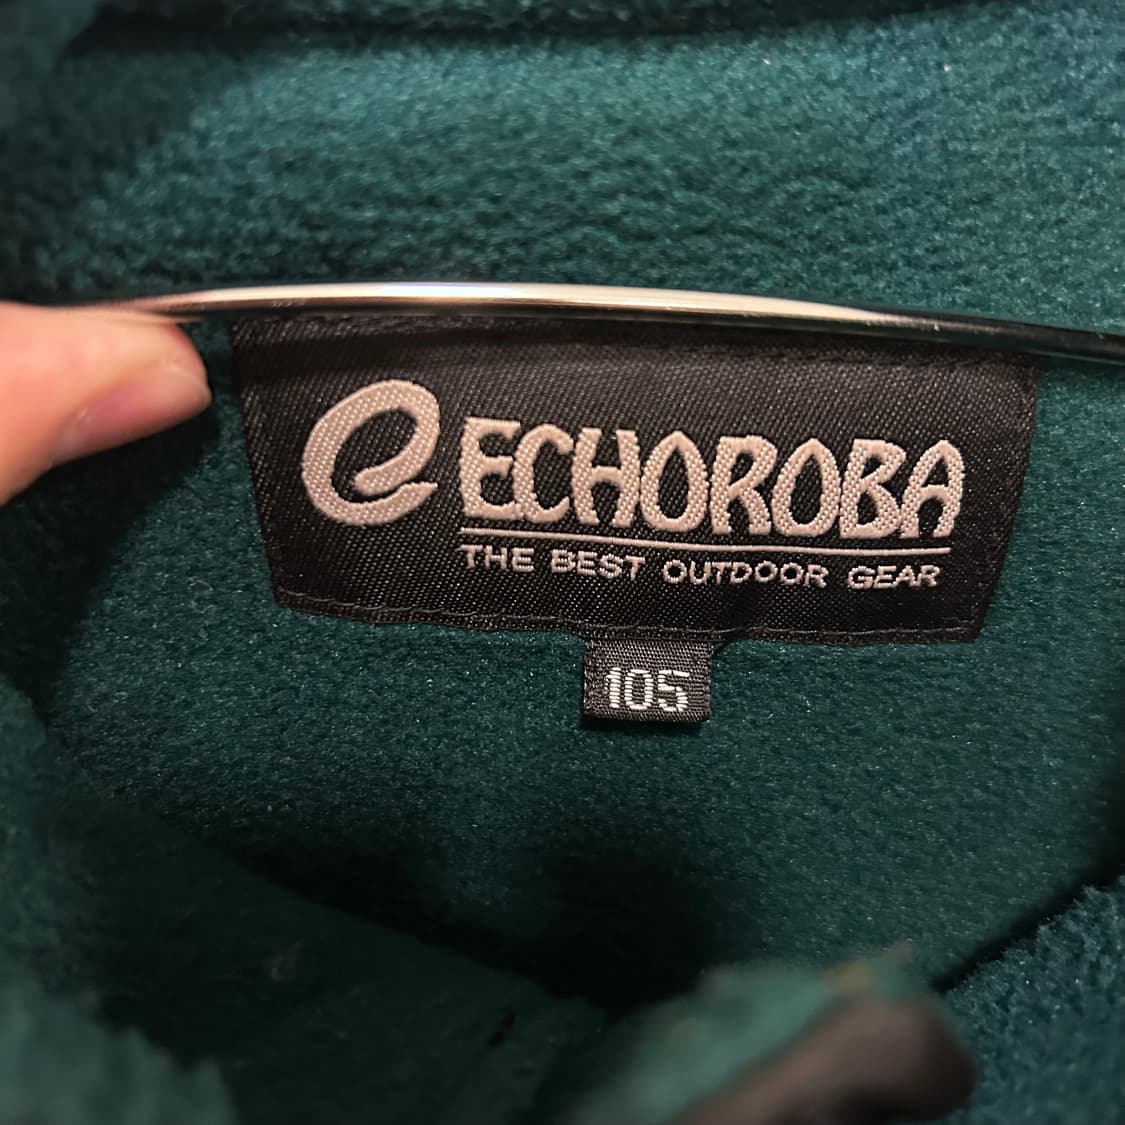 ECHOROBA
THE BEST OUTDOOR GEAR
105